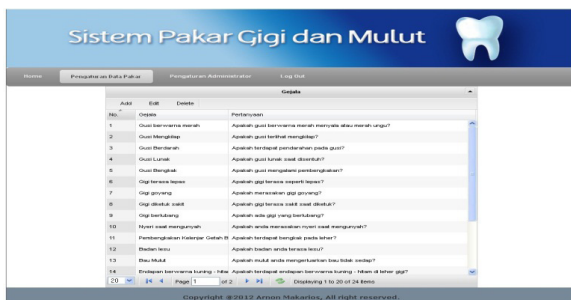 Sistem Pakar Gigi dan Mulut
Home Pengaturan Data Pakar Pengaturan Administrator Log Out
Gejala
Add Edit Delete
No. Gejala Pertanyaan
1 Gusi berwarna merah Apakah gusi berwarna merah menyala atau merah ungu?
2 Gusi Mengkilap Apakah gusi terlihat mengkilap?
3 Gusi Berdarah Apakah terdapat pendarahan pada gusi?
4 Gusi Lunak Apakah gusi lunak saat disentuh?
5 Gusi Bengkak Apakah gusi mengalami pembengkakan?
6 Gigi terasa lepas Apakah gigi terasa seperti lepas?
7 Gigi goyang Apakah merasakan gigi goyang?
8 Gigi diketuk sakit Apakah gigi terasa sakit saat diketuk?
9 Gigi berlubang Apakah ada gigi yang berlubang?
10 Nyeri saat mengunyah Apakah anda merasakan nyeri saat mengunyah?
11 Pembengkakan Kelenjar Getah B Apakah terdapat bengkak pada leher?
12 Badan lesu Apakah badan anda terasa lesu?
13 Bau Mulut Apakah mulut anda mengeluarkan bau tidak sedap?
14 Endapan berwarna kuning - hita Apakah terdapat endapan berwarna kuning - hitam di leher gigi?
20 Page 1 of 2 Displaying 1 to 20 of 24 items
Copyright @2012 Arnon Makarios, All right reserved.